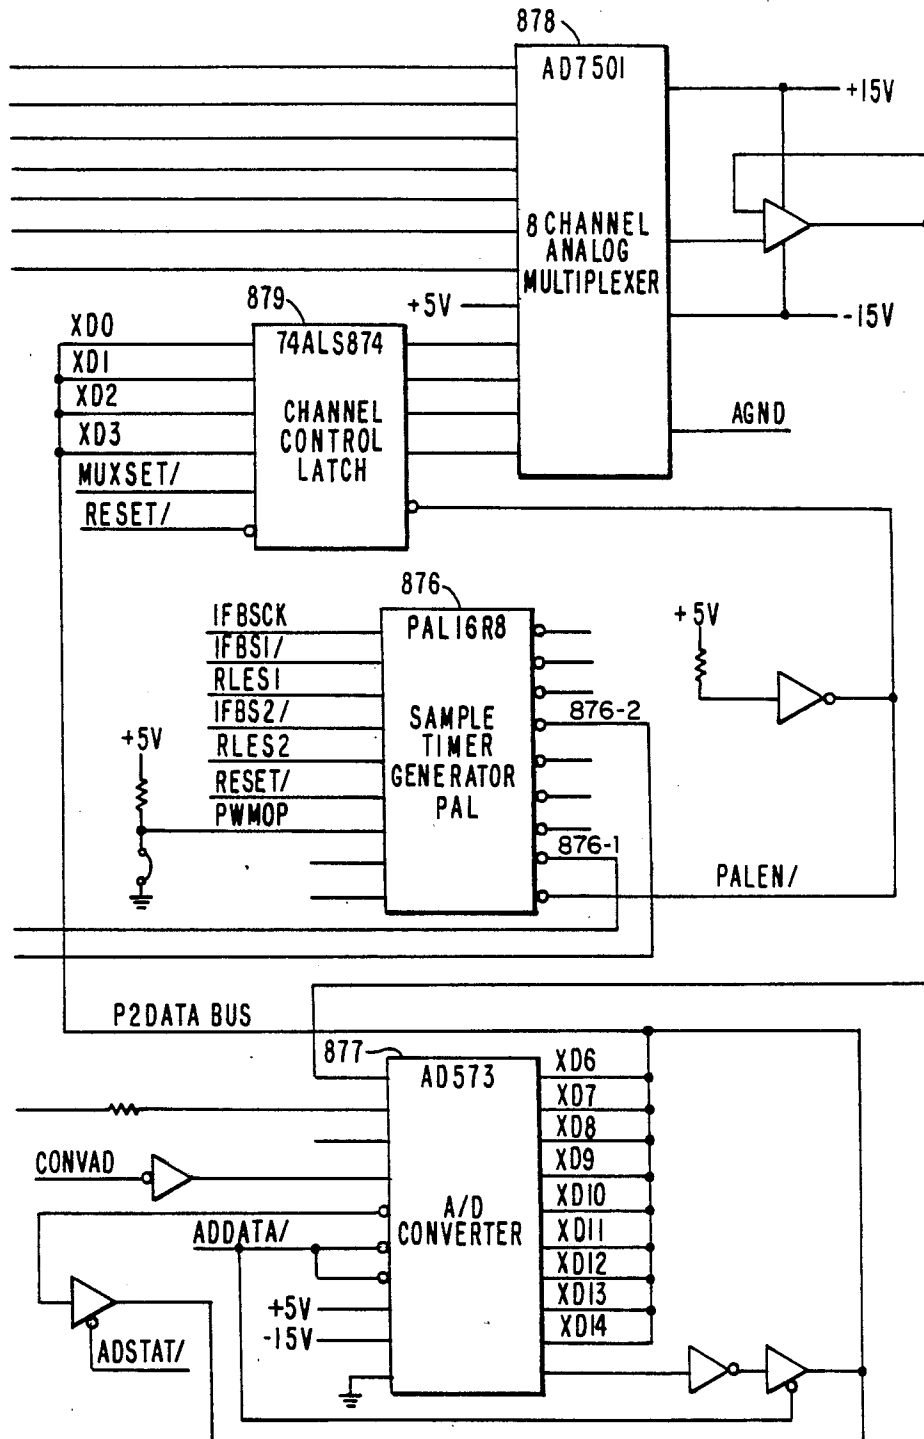 878
AD7501
+15V
8 CHANNEL
ANALOG
MULTIPLEXER
879
+5V
-15V
XD0
74ALS874
XD1
XD2
CHANNEL
CONTROL
LATCH
XD3
AGND
MUXSET/
RESET/
876
IFBSCK
PAL16R8
+5V
IFBS1/
RLES1
IFBS2/
SAMPLE
TIMER
GENERATOR
PAL
876-2
+5V
RLES2
RESET/
PWMOP
876-1
PALEN/
P2DATA BUS
877
AD573
XD6
XD7
XD8
CONVAD
XD9
A/D
CONVERTER
XD10
ADDATA/
XD11
XD12
+5V
XD13
-15V
XD14
ADSTAT/